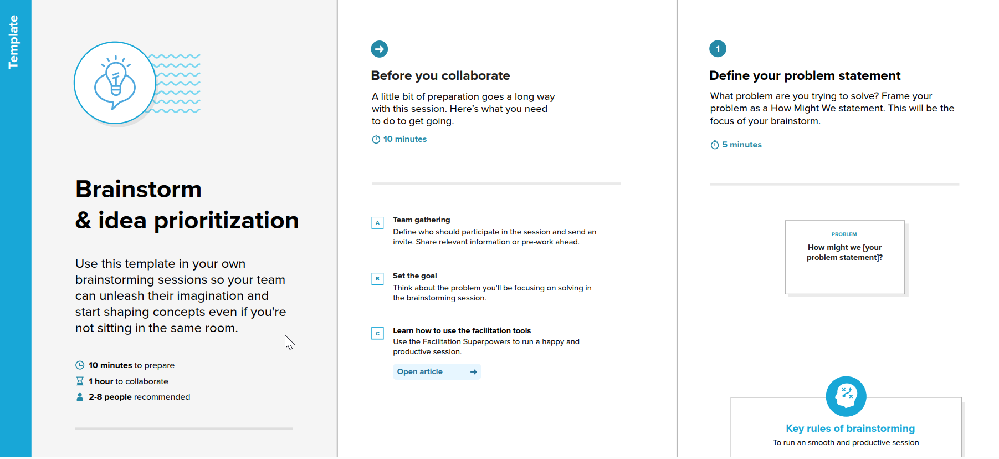 Template
Brainstorm
& idea prioritization
Use this template in your own
brainstorming sessions so your team
can unleash their imagination and
start shaping concepts even if you're
not sitting in the same room.
10 minutes to prepare
1 hour to collaborate
2-8 people recommended
Before you collaborate
A little bit of preparation goes a long way
with this session. Here's what you need
to do to get going.
10 minutes
A
Team gathering
Define who should participate in the session and send an
invite. Share relevant information or pre-work ahead.
B
Set the goal
Think about the problem you'll be focusing on solving in
the brainstorming session.
C
Learn how to use the facilitation tools
Use the Facilitation Superpowers to run a happy and
productive session.
Open article
1
Define your problem statement
What problem are you trying to solve? Frame your
problem as a How Might We statement. This will be the
focus of your brainstorm.
5 minutes
PROBLEM
How might we [your
problem statement]?
Key rules of brainstorming
To run an smooth and productive session